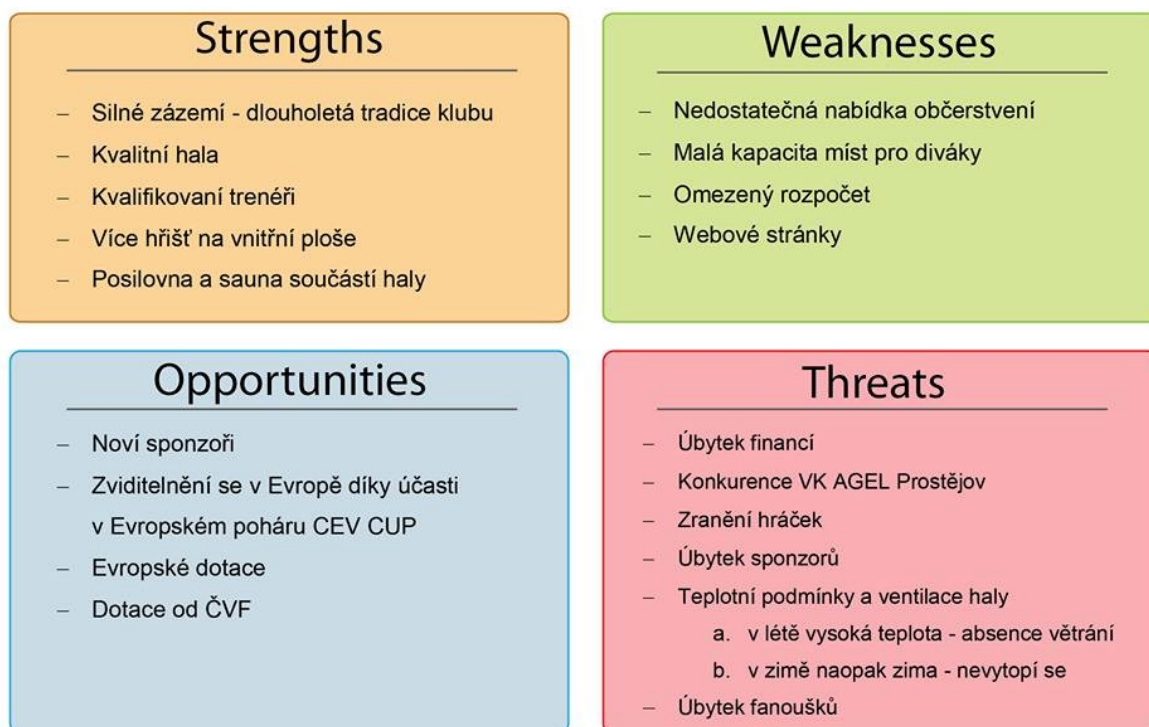 Strengths
– Silné zázemí - dlouholetá tradice klubu
– Kvalitní hala
– Kvalifikovaní trenéři
– Více hřišť na vnitřní ploše
– Posilovna a sauna součástí haly
Weaknesses
– Nedostatečná nabídka občerstvení
– Malá kapacita míst pro diváky
– Omezený rozpočet
– Webové stránky
Opportunities
– Noví sponzoři
– Zviditelnění se v Evropě díky účasti
v Evropském poháru CEV CUP
– Evropské dotace
– Dotace od ČVF
Threats
– Úbytek financí
– Konkurence VK AGEL Prostějov
– Zranění hráček
– Úbytek sponzorů
– Teplotní podmínky a ventilace haly
a. v létě vysoká teplota - absence větrání
b. v zimě naopak zima - nevytopí se
– Úbytek fanoušků